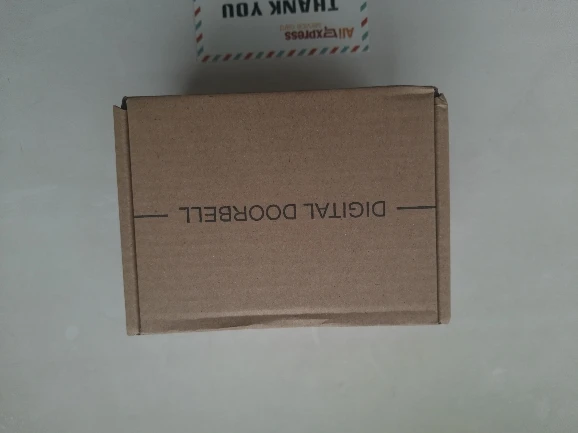 DIGITAL DOORBELL
AliExpress
THANK YOU